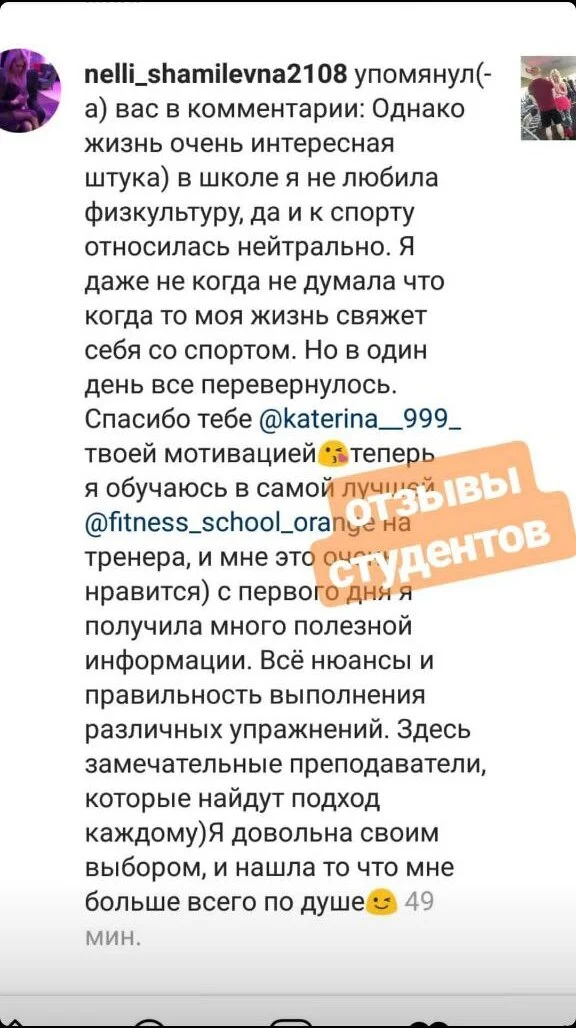 nelli_shamilevna2108 упомянул(-
а) вас в комментарии: Однако
жизнь очень интересная
штука) в школе я не любила
физкультуру, да и к спорту
относилась нейтрально. Я
даже не когда не думала что
когда то моя жизнь свяжет
себя со спортом. Но в один
день все перевернулось.
Спасибо тебе @katerina__999_
твоей мотивацией😘теперь
я обучаюсь в самой лучшей
@fitness_school_orange на
тренера, и мне это очень
нравится) с первого дня я
получила много полезной
информации. Всё нюансы и
правильность выполнения
различных упражнений. Здесь
замечательные преподаватели,
которые найдут подход
каждому)Я довольна своим
выбором, и нашла то что мне
больше всего по душе😉 49
мин.
отзывы
студентов